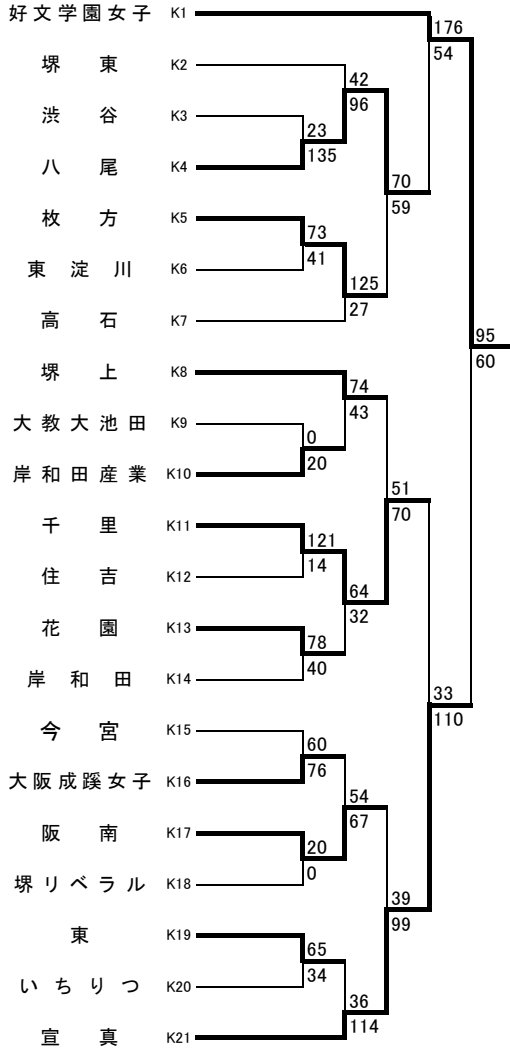 好文学園女子 K1
176
54
堺東 K2
42
96
渋谷 K3
23
135
八尾 K4
70
59
枚方 K5
73
41
東淀川 K6
125
27
高石 K7
95
60
堺上 K8
74
43
大教大池田 K9
0
20
岸和田産業 K10
51
70
千里 K11
121
14
住吉 K12
64
32
花園 K13
78
40
岸和田 K14
33
110
今宮 K15
60
76
大阪成蹊女子 K16
54
67
阪南 K17
20
0
堺リベラル K18
39
99
東 K19
65
34
いちりつ K20
36
114
宣真 K21